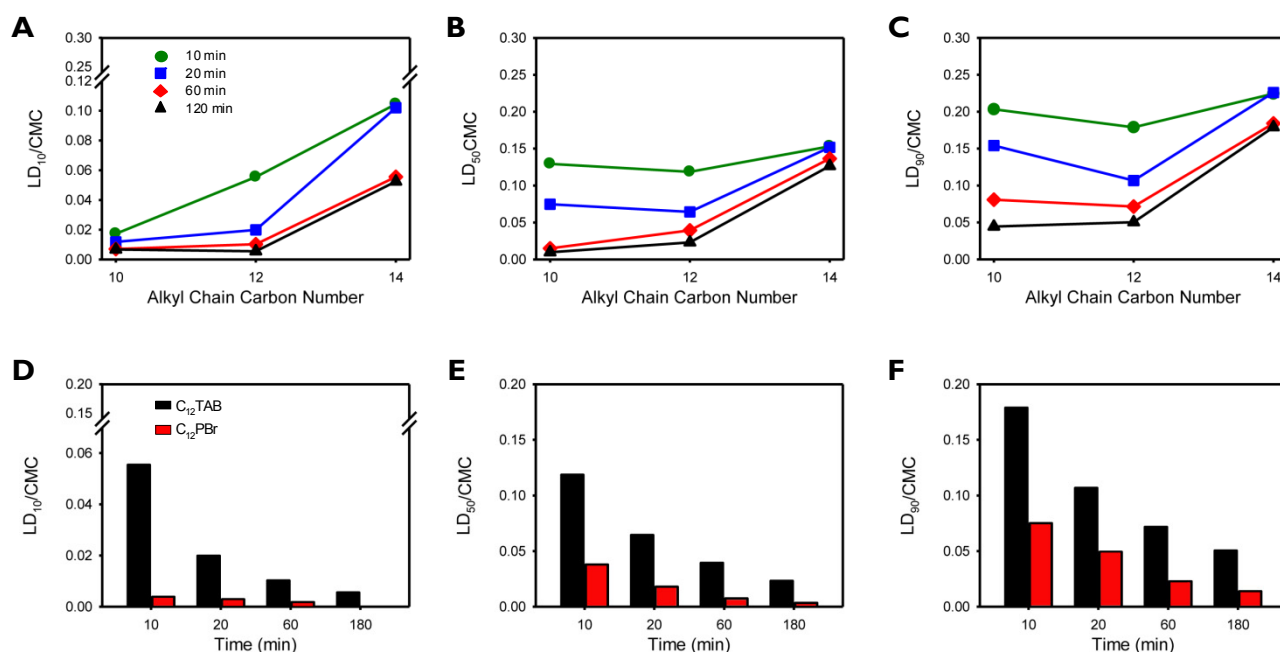 A
LD10/CMC
0.30
0.25
0.12
0.10
0.08
0.06
0.04
0.02
0.00
10 min
20 min
60 min
120 min
10 12 14
Alkyl Chain Carbon Number
B
LD50CMC
0.30
0.25
0.20
0.15
0.10
0.05
0.00
10 12 14
Alkyl Chain Carbon Number
C
LD90/CMC
0.30
0.25
0.20
0.15
0.10
0.05
0.00
10 12 14
Alkyl Chain Carbon Number
D
LD10/CMC
0.20
0.15
0.06
0.04
0.02
0.00
C12TAB
C12PBr
10 20 60 180
Time (min)
E
LD50/CMC
0.20
0.15
0.10
0.05
0.00
10 20 60 180
Time (min)
F
LD90/CMC
0.20
0.15
0.10
0.05
0.00
10 20 60 180
Time (min)